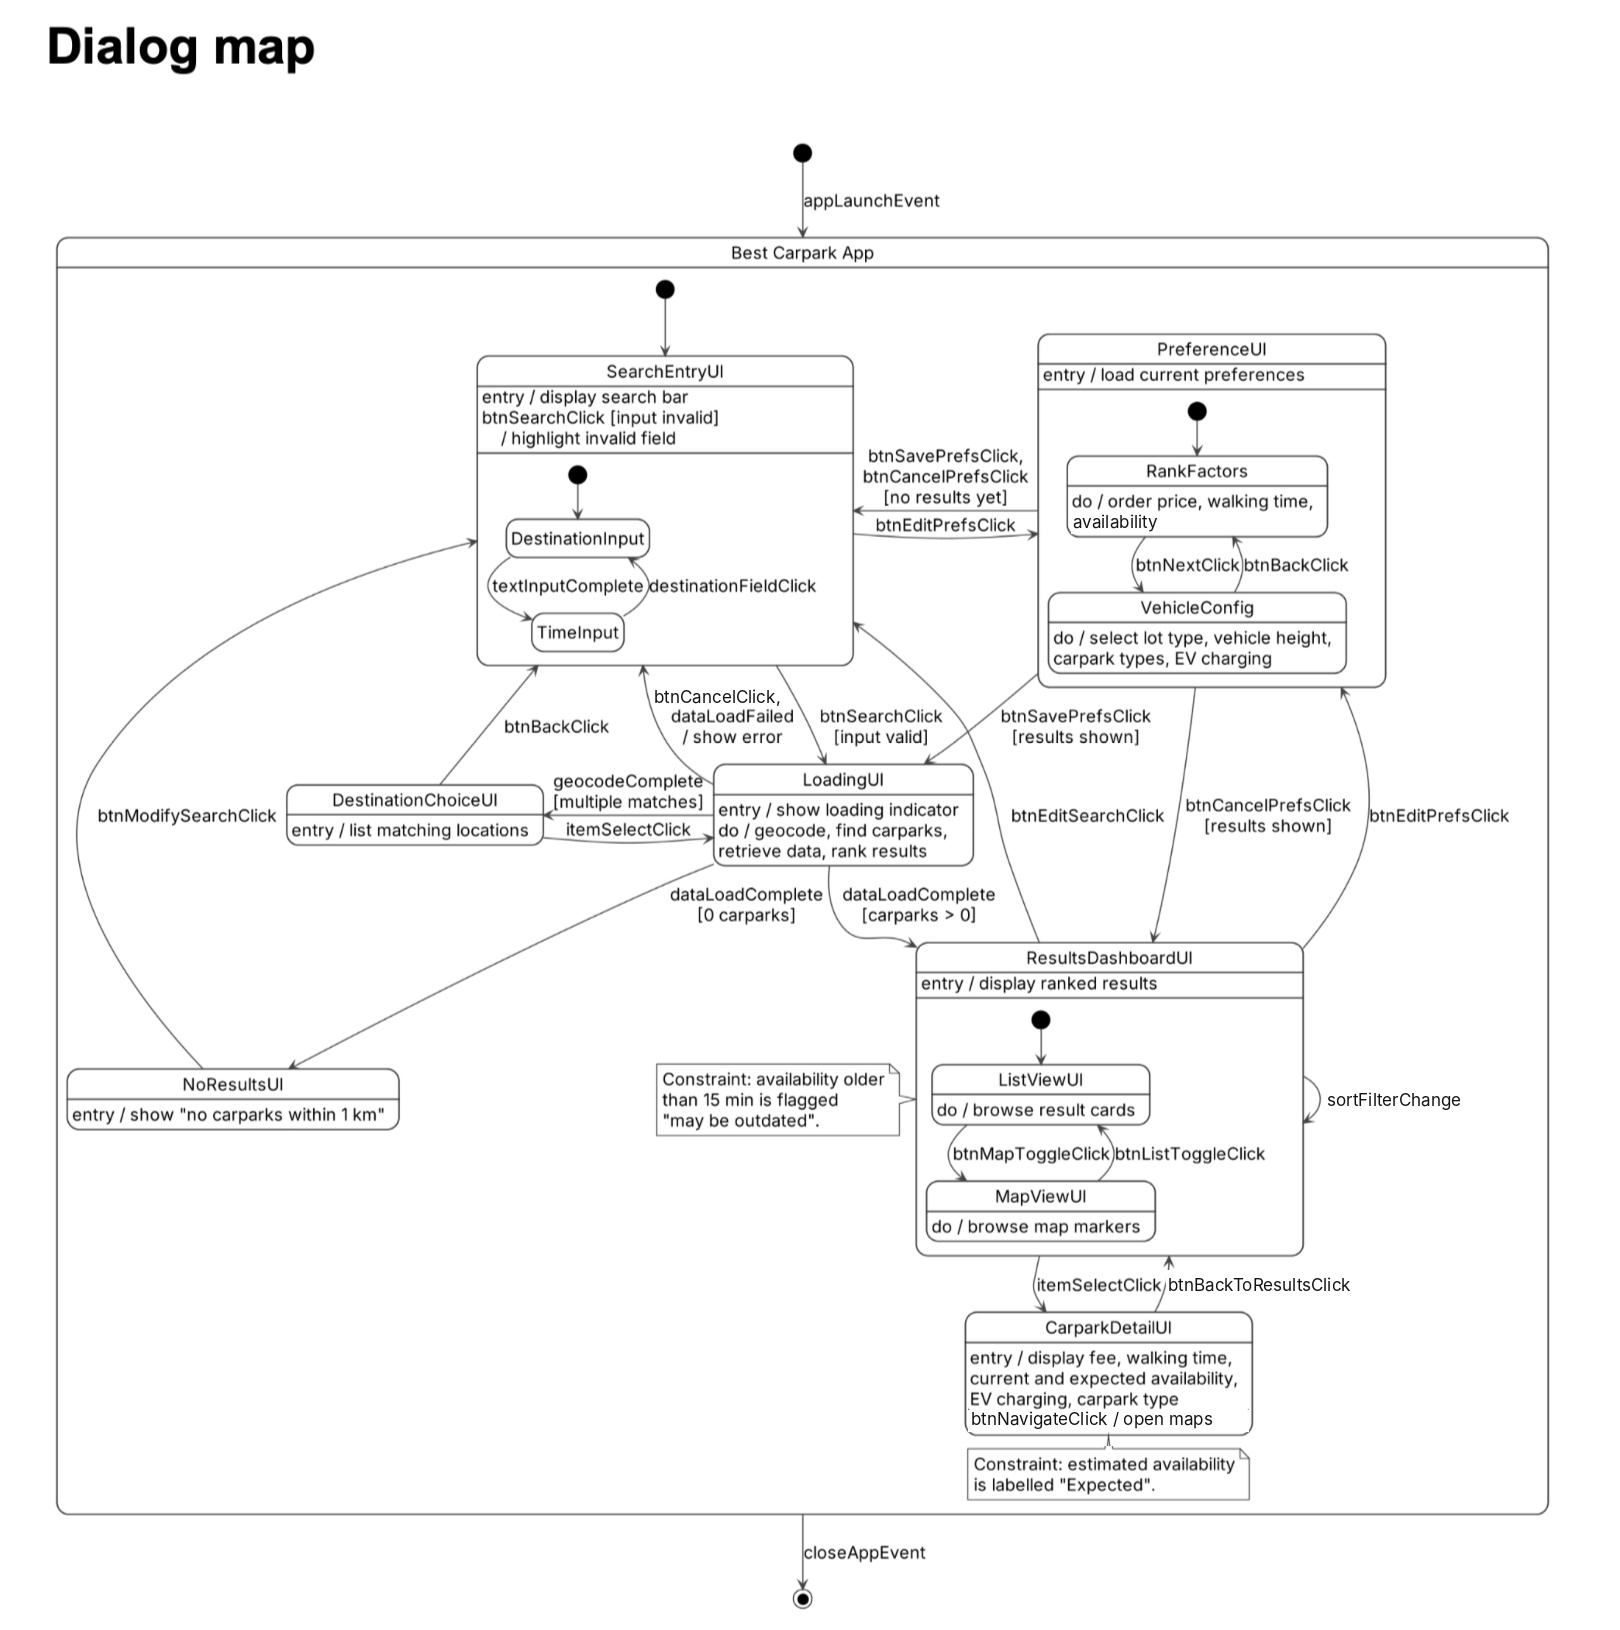 Dialog map
appLaunchEvent
Best Carpark App
SearchEntryUI
entry / display search bar
btnSearchClick [input invalid]
/ highlight invalid field
DestinationInput
textInputComplete
destinationFieldClick
TimeInput
btnSavePrefsClick,
btnCancelPrefsClick
[no results yet]
btnEditPrefsClick
PreferenceUI
entry / load current preferences
RankFactors
do / order price, walking time,
availability
btnNextClick
btnBackClick
VehicleConfig
do / select lot type, vehicle height,
carpark types, EV charging
btnBackClick
btnCancelClick,
dataLoadFailed
/ show error
btnSearchClick
[input valid]
btnSavePrefsClick
[results shown]
btnModifySearchClick
DestinationChoiceUI
entry / list matching locations
geocodeComplete
[multiple matches]
itemSelectClick
LoadingUI
entry / show loading indicator
do / geocode, find carparks,
retrieve data, rank results
btnEditSearchClick
btnCancelPrefsClick
[results shown]
btnEditPrefsClick
dataLoadComplete
[0 carparks]
dataLoadComplete
[carparks > 0]
NoResultsUI
entry / show "no carparks within 1 km"
Constraint: availability older
than 15 min is flagged
"may be outdated".
ResultsDashboardUI
entry / display ranked results
ListViewUI
do / browse result cards
btnMapToggleClick
btnListToggleClick
MapViewUI
do / browse map markers
sortFilterChange
itemSelectClick
btnBackToResultsClick
CarparkDetailUI
entry / display fee, walking time,
current and expected availability,
EV charging, carpark type
btnNavigateClick / open maps
Constraint: estimated availability
is labelled "Expected".
closeAppEvent